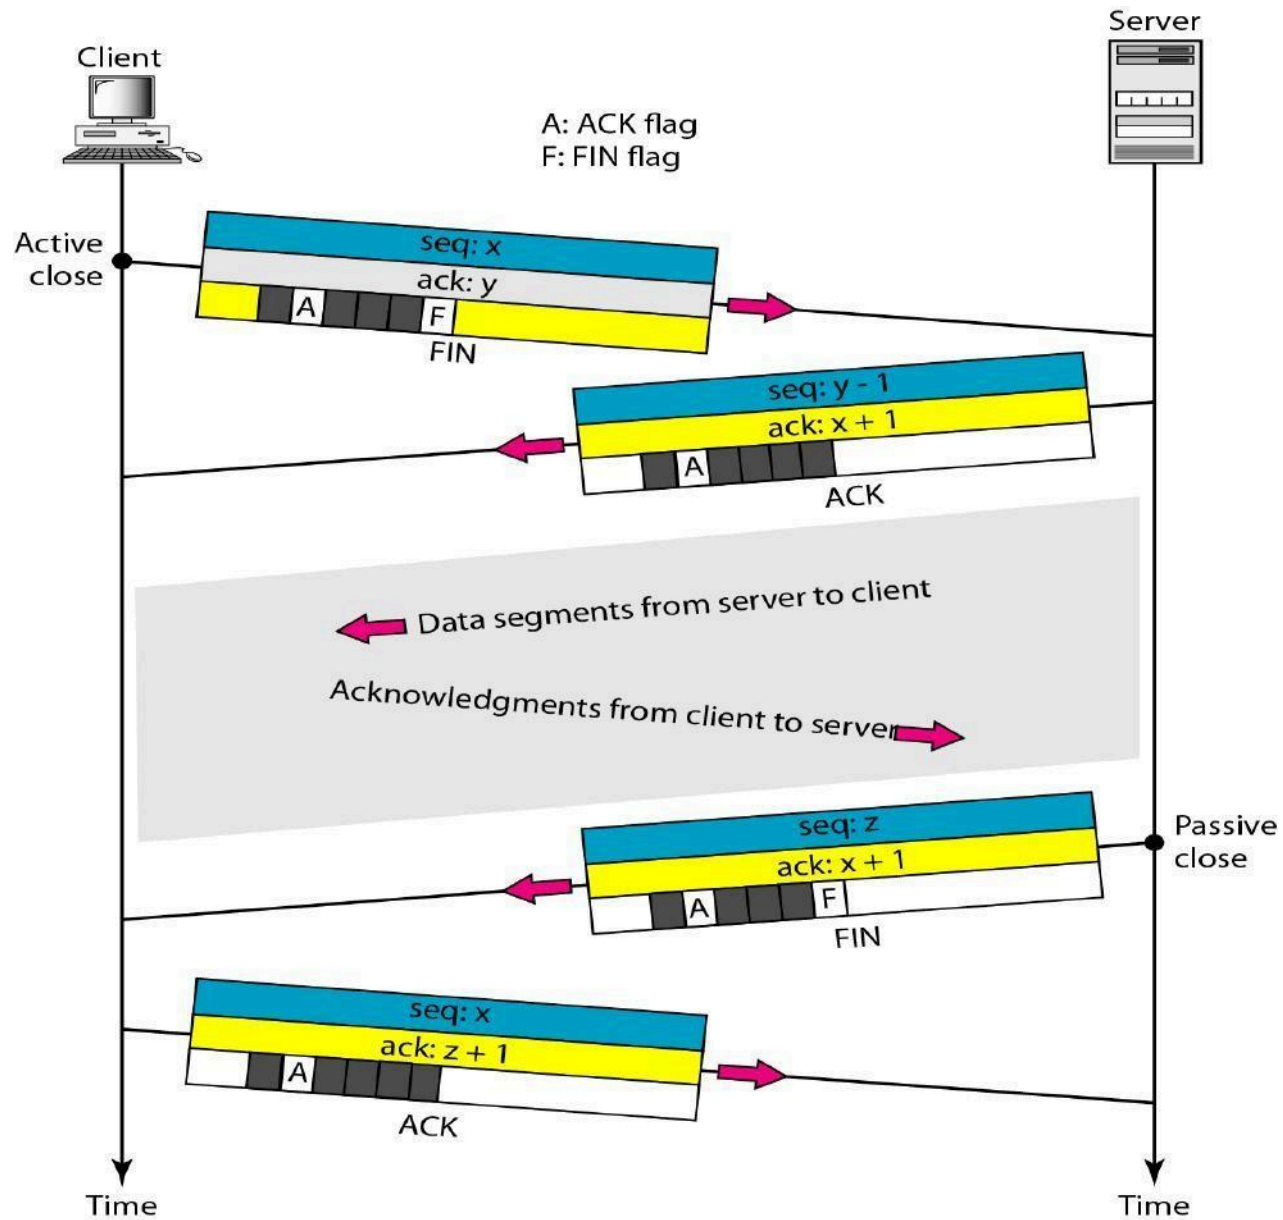 Client
Server
A: ACK flag
F: FIN flag
Active
close
seq: x
ack: y
A
F
FIN
seq: y - 1
ack: x + 1
A
ACK
Data segments from server to client
Acknowledgments from client to server
Passive
close
seq: z
ack: x + 1
A
F
FIN
seq: x
ack: z + 1
A
ACK
Time
Time